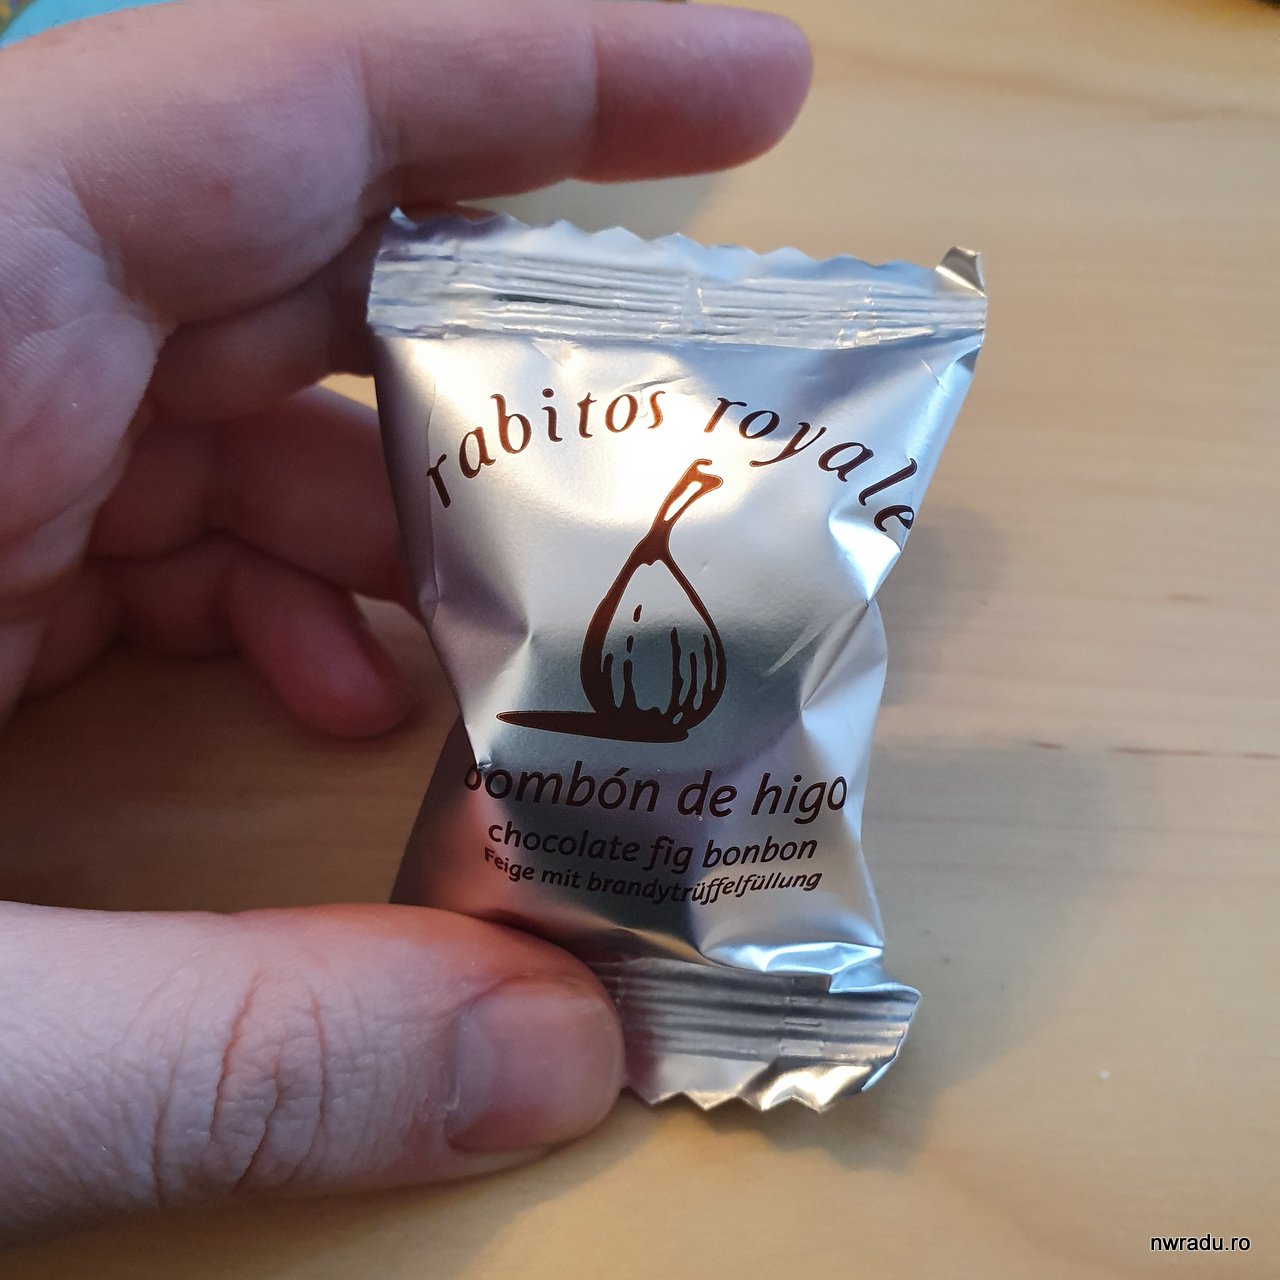 rabitos royale
bombón de higo
chocolate fig bonbon
Feige mit brandytrüffelfüllung
nwradu.ro